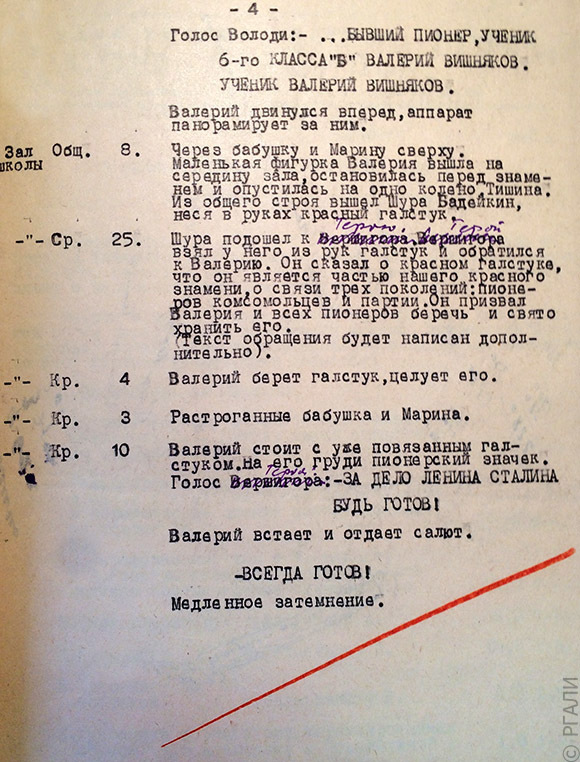 - 4 -
Голос Володи:- ...БЫВШИЙ ПИОНЕР,УЧЕНИК
6-го КЛАССА"Б" ВАЛЕРИЙ ВИШНЯКОВ.
УЧЕНИК ВАЛЕРИЙ ВИШНЯКОВ.
Валерий двинулся вперед,аппарат
панорамирует за ним.
Зал Общ. 8. Через бабушку и Марину сверху.
школы Маленькая фигурка Валерия вышла на
середину зала,остановилась перед знаме-
нем и опустилась на одно колено.Тишина.
Из общего строя вышел Шура Бадейкин,
неся в руках красный галстук.
Герою. Герой
-"- Ср. 25. Шура подошел к Вершигора Вершигора
взял у него из рук галстук и обратился
к Валерию. Он сказал о красном галстуке,
что он является частью нашего красного
знамени,о связи трех поколений:пионе-
ров комсомольцев и партии.Он призвал
Валерия и всех пионеров беречь и свято
хранить его.
(Текст обращения будет написан допол-
нительно).
-"- Кр. 4 Валерий берет галстук,целует его.
-"- Кр. 3 Растроганные бабушка и Марина.
-"- Кр. 10 Валерий стоит с уже повязанным гал-
стуком.на его груди пионерский значек.
Героя:
Голос Вершигора:-ЗА ДЕЛО ЛЕНИНА СТАЛИНА
БУДЬ ГОТОВ!
Валерий встает и отдает салют.
-ВСЕГДА ГОТОВ!
Медленное затемнение.
© РГАЛИ